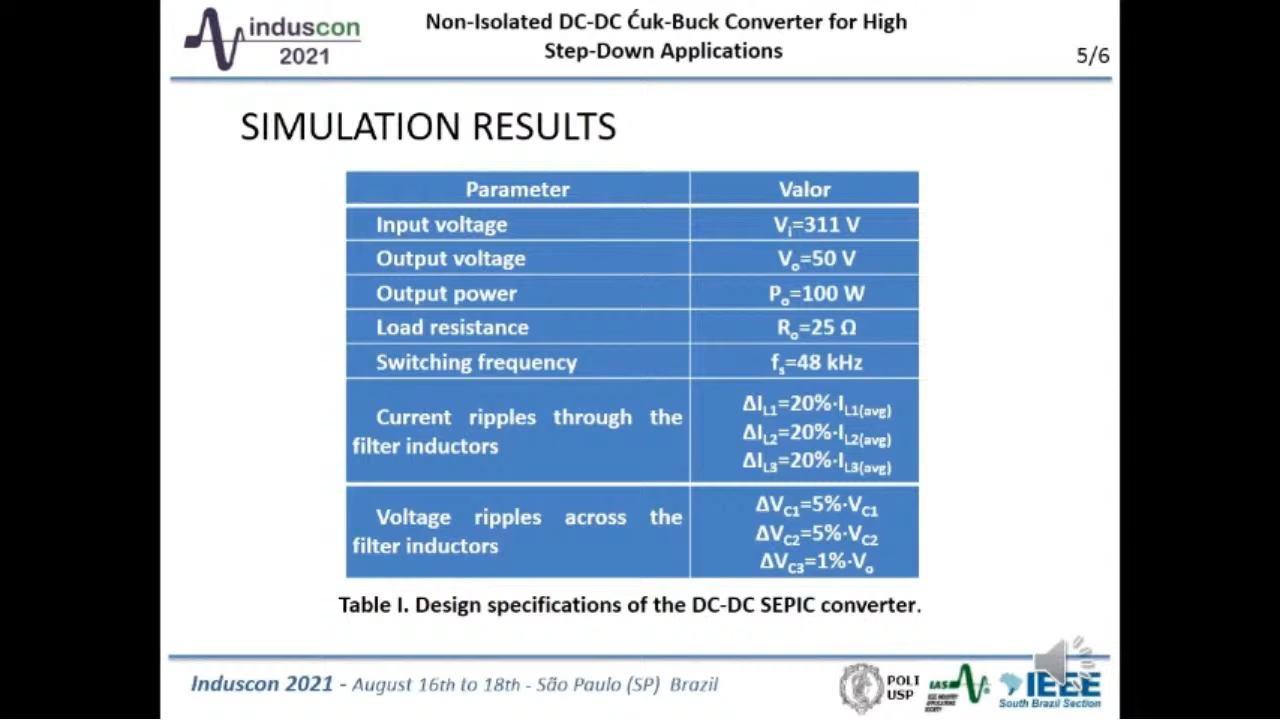 induscon
2021
Non-Isolated DC-DC Ćuk-Buck Converter for High
Step-Down Applications
5/6
SIMULATION RESULTS
Parameter Valor
Input voltage Vi=311 V
Output voltage Vo=50 V
Output power Po=100 W
Load resistance Ro=25 Ω
Switching frequency fs=48 kHz
Current ripples through the
filter inductors
ΔIL1=20%·IL1(avg)
ΔIL2=20%·IL2(avg)
ΔIL3=20%·IL3(avg)
Voltage ripples across the
filter inductors
ΔVC1=5%·VC1
ΔVC2=5%·VC2
ΔVC3=1%·Vo
Table I. Design specifications of the DC-DC SEPIC converter.
Induscon 2021 - August 16th to 18th - São Paulo (SP) Brazil
POLI
USP
IAS
IEEE INDUSTRY
APPLICATIONS
SOCIETY
IEEE
South Brazil Section